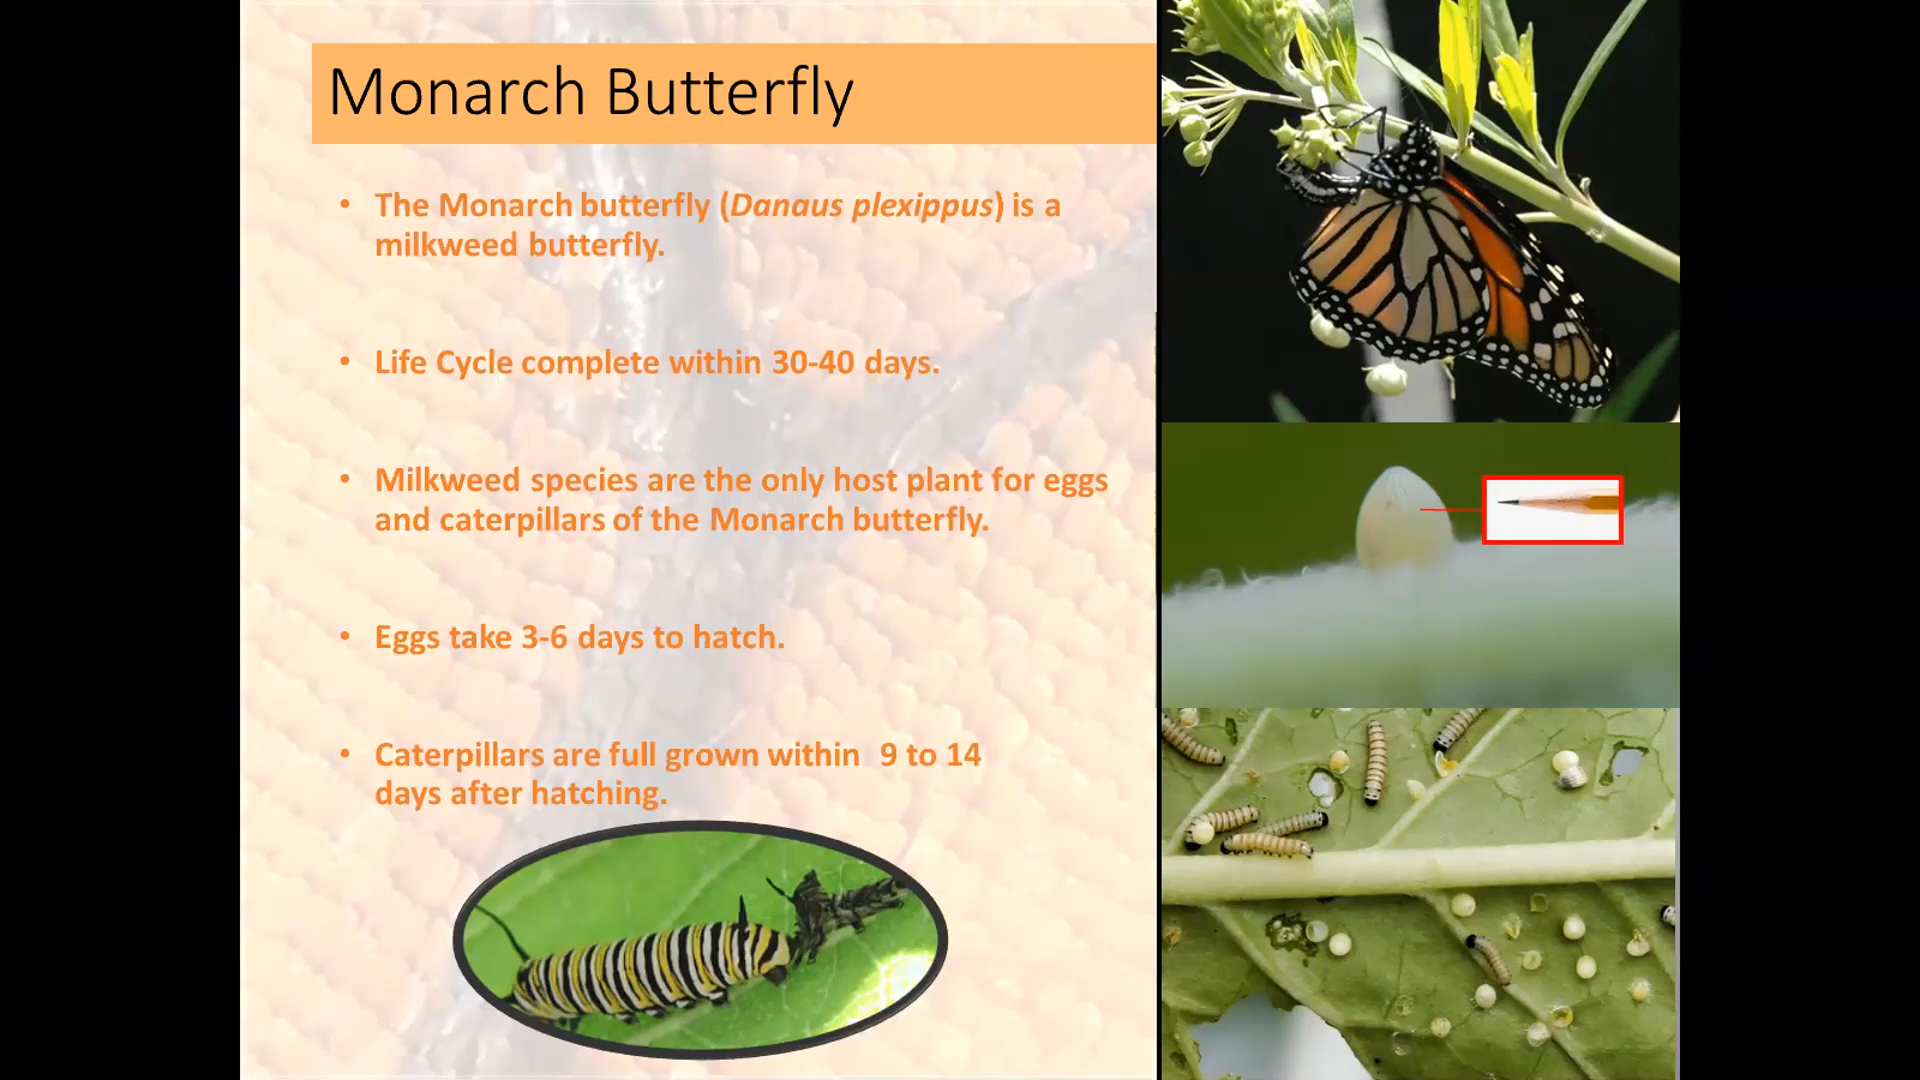 Monarch Butterfly
• The Monarch butterfly (Danaus plexippus) is a
milkweed butterfly.
• Life Cycle complete within 30-40 days.
• Milkweed species are the only host plant for eggs
and caterpillars of the Monarch butterfly.
• Eggs take 3-6 days to hatch.
• Caterpillars are full grown within 9 to 14
days after hatching.